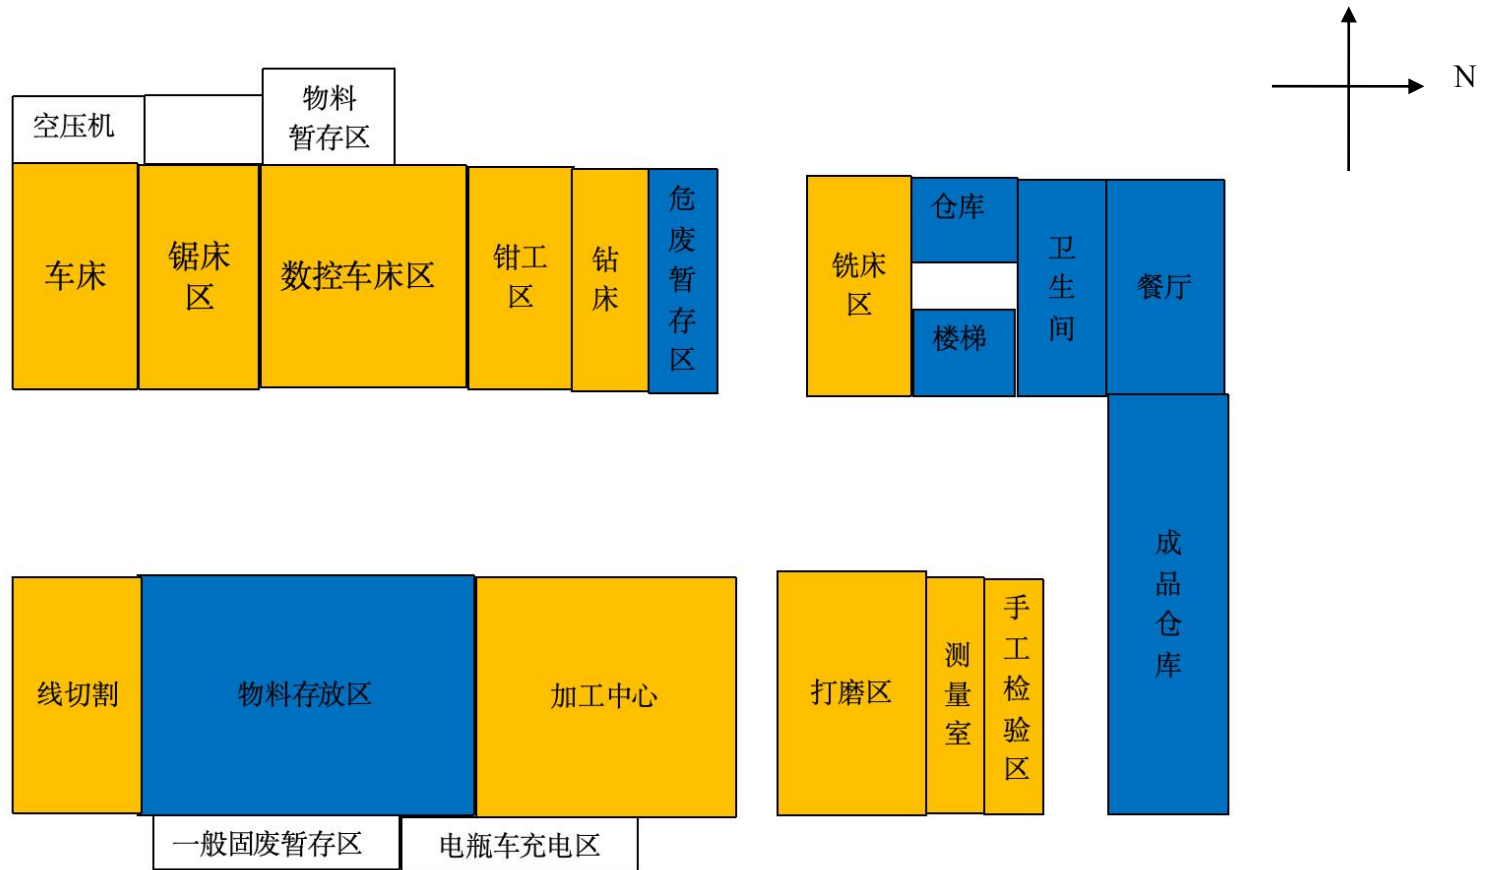 N
物料
暂存区
空压机
车床
锯床
区
数控车床区
钳工
区
钻
床
危
废
暂
存
区
铣床
区
仓库
楼梯
卫
生
间
餐厅
成
品
仓
库
线切割
物料存放区
加工中心
打磨区
测
量
室
手
工
检
验
区
一般固废暂存区
电瓶车充电区